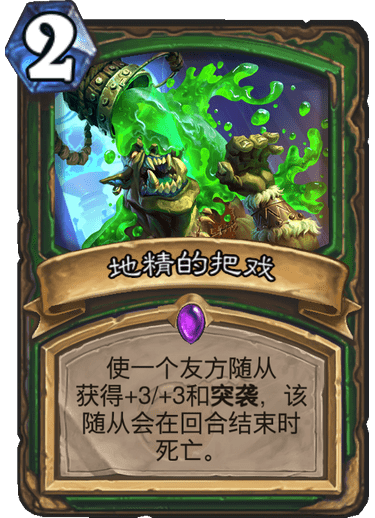 2
地精的把戏
使一个友方随从
获得+3/+3和突袭，该
随从会在回合结束时
死亡。